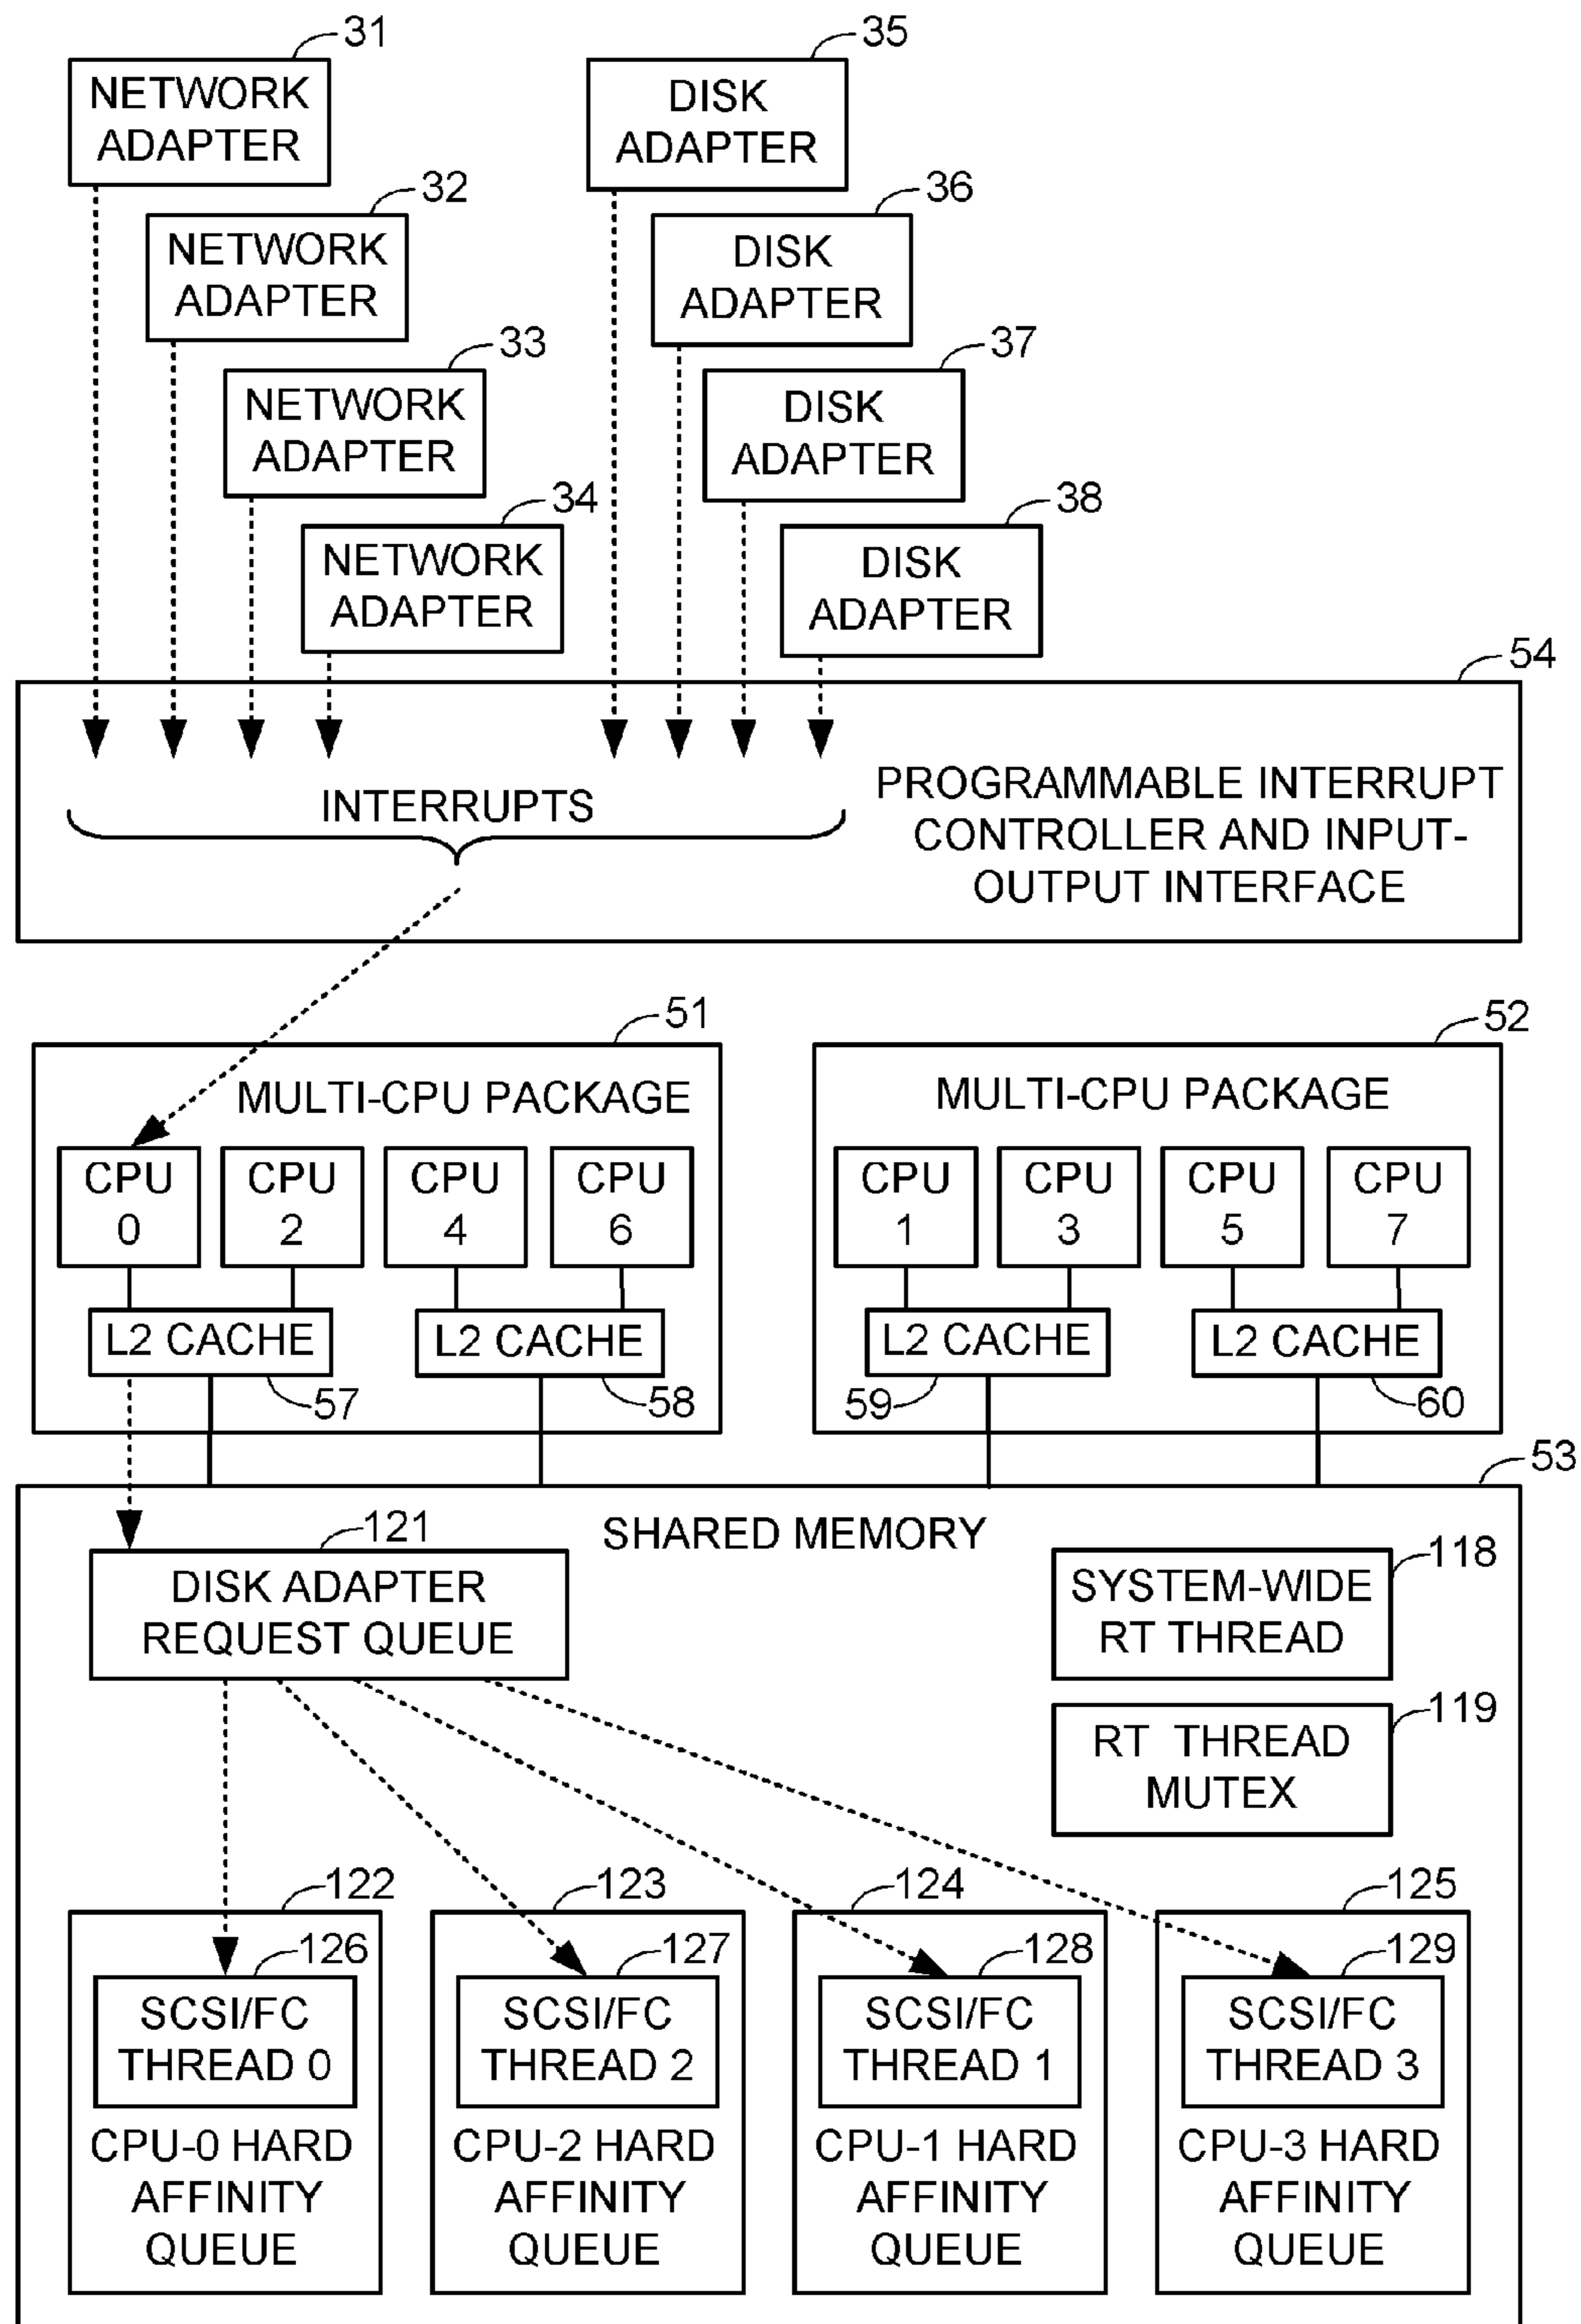 31
NETWORK
ADAPTER
32
NETWORK
ADAPTER
33
NETWORK
ADAPTER
34
NETWORK
ADAPTER
35
DISK
ADAPTER
36
DISK
ADAPTER
37
DISK
ADAPTER
38
DISK
ADAPTER
54
INTERRUPTS
PROGRAMMABLE INTERRUPT
CONTROLLER AND INPUT-
OUTPUT INTERFACE
51
MULTI-CPU PACKAGE
CPU
0
CPU
2
CPU
4
CPU
6
L2 CACHE
L2 CACHE
57
58
52
MULTI-CPU PACKAGE
CPU
1
CPU
3
CPU
5
CPU
7
L2 CACHE
L2 CACHE
59
60
53
SHARED MEMORY
121
DISK ADAPTER
REQUEST QUEUE
118
SYSTEM-WIDE
RT THREAD
119
RT THREAD
MUTEX
122
126
SCSI/FC
THREAD 0
CPU-0 HARD
AFFINITY
QUEUE
123
127
SCSI/FC
THREAD 2
CPU-2 HARD
AFFINITY
QUEUE
124
128
SCSI/FC
THREAD 1
CPU-1 HARD
AFFINITY
QUEUE
125
129
SCSI/FC
THREAD 3
CPU-3 HARD
AFFINITY
QUEUE